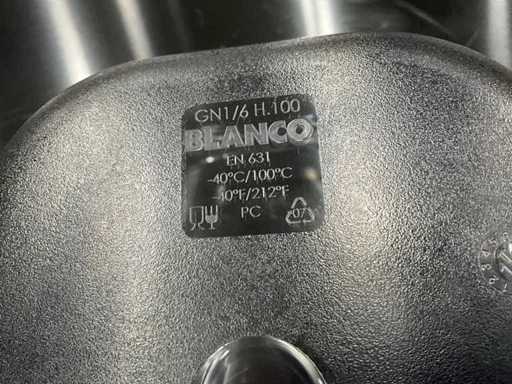 GN1/6 H.100
BLANCO
EN 631
-40°C/100°C
-40°F/212°F
PC
07